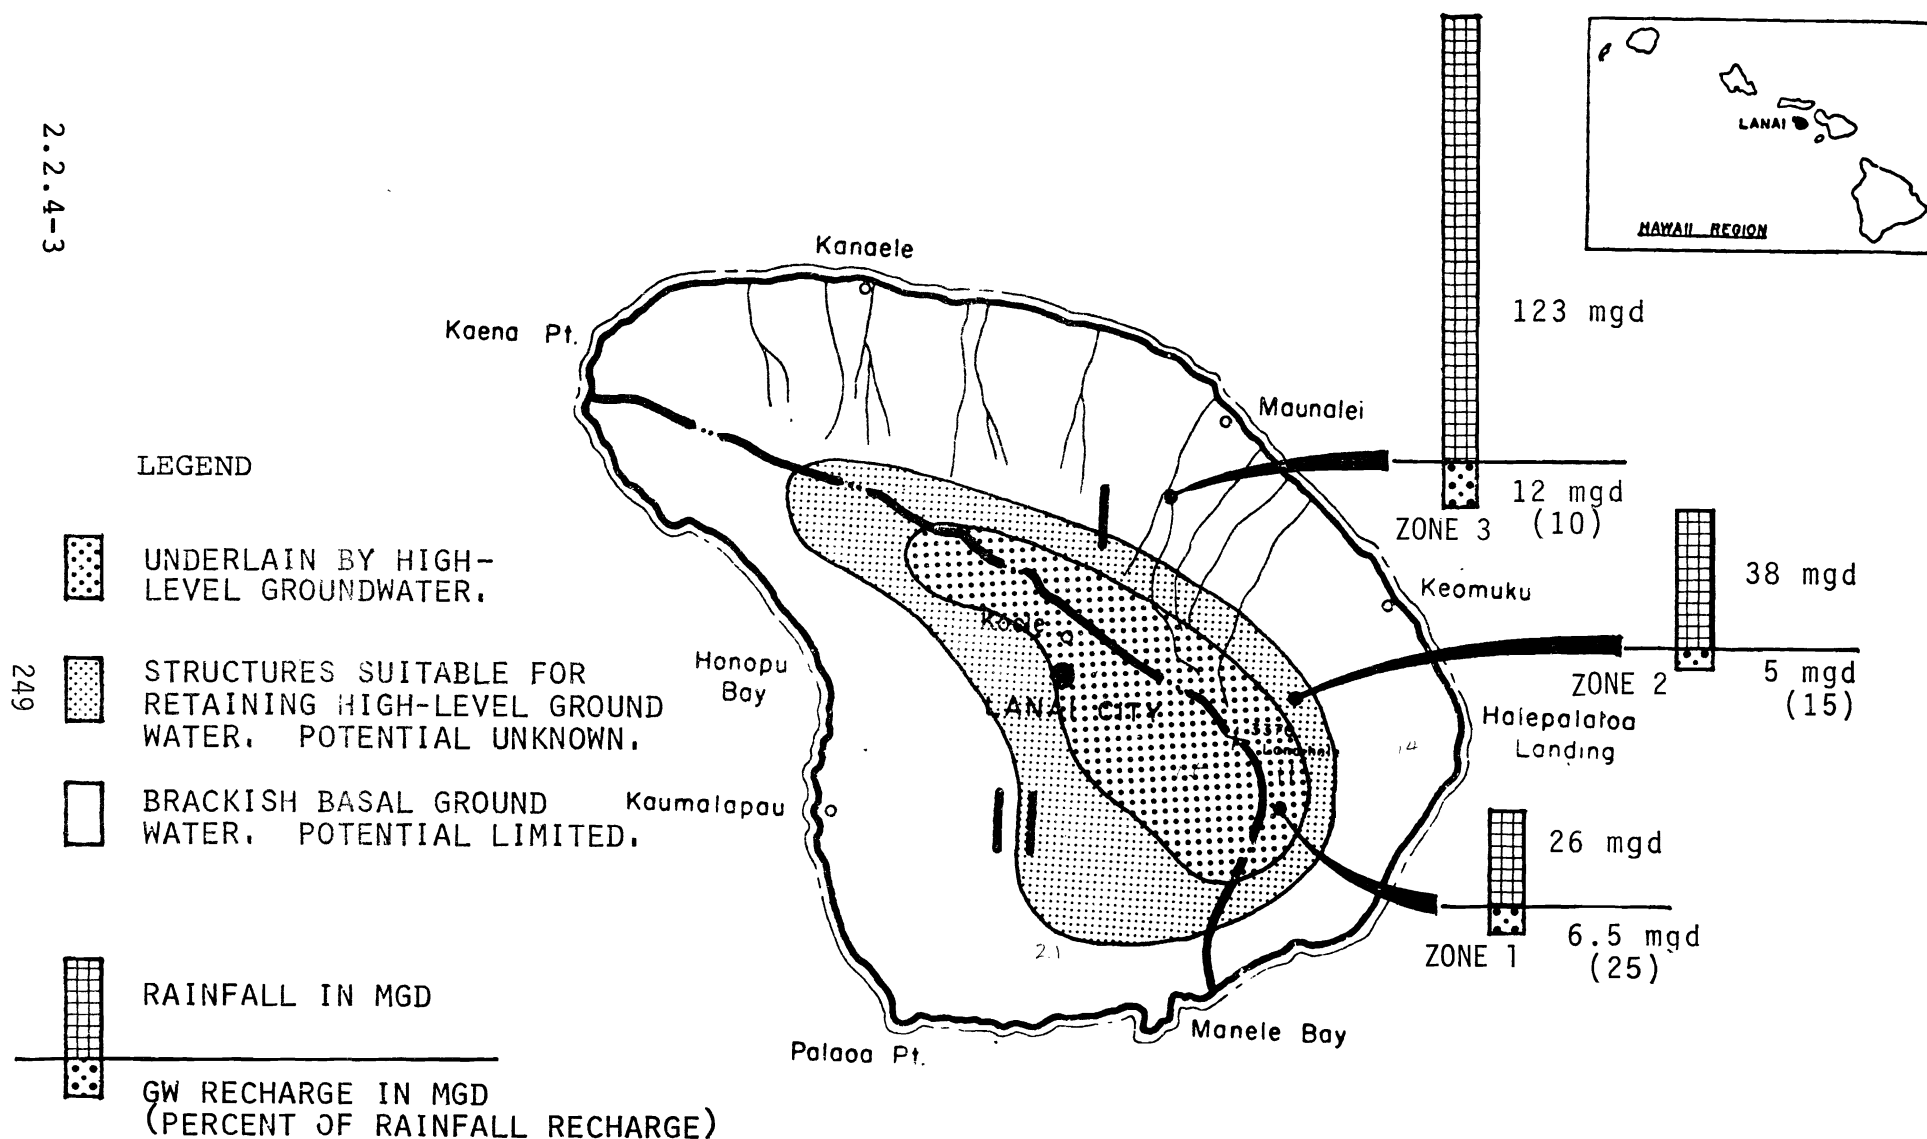 2.2.4-3
249
LANAI
HAWAII REGION
Kanaele
Kaena Pt.
123 mgd
Maunalei
12 mgd
(10)
ZONE 3
LEGEND
UNDERLAIN BY HIGH-
LEVEL GROUNDWATER.
STRUCTURES SUITABLE FOR
RETAINING HIGH-LEVEL GROUND
WATER. POTENTIAL UNKNOWN.
BRACKISH BASAL GROUND
WATER. POTENTIAL LIMITED.
RAINFALL IN MGD
GW RECHARGE IN MGD
(PERCENT OF RAINFALL RECHARGE)
38 mgd
Keomuku
5 mgd
(15)
ZONE 2
Koele
Honopu
Bay
LANAI CITY
Halepalaoa
Landing
14
Kaumalapau
26 mgd
6.5 mgd
(25)
ZONE 1
2.1
Manele Bay
Palaoa Pt.